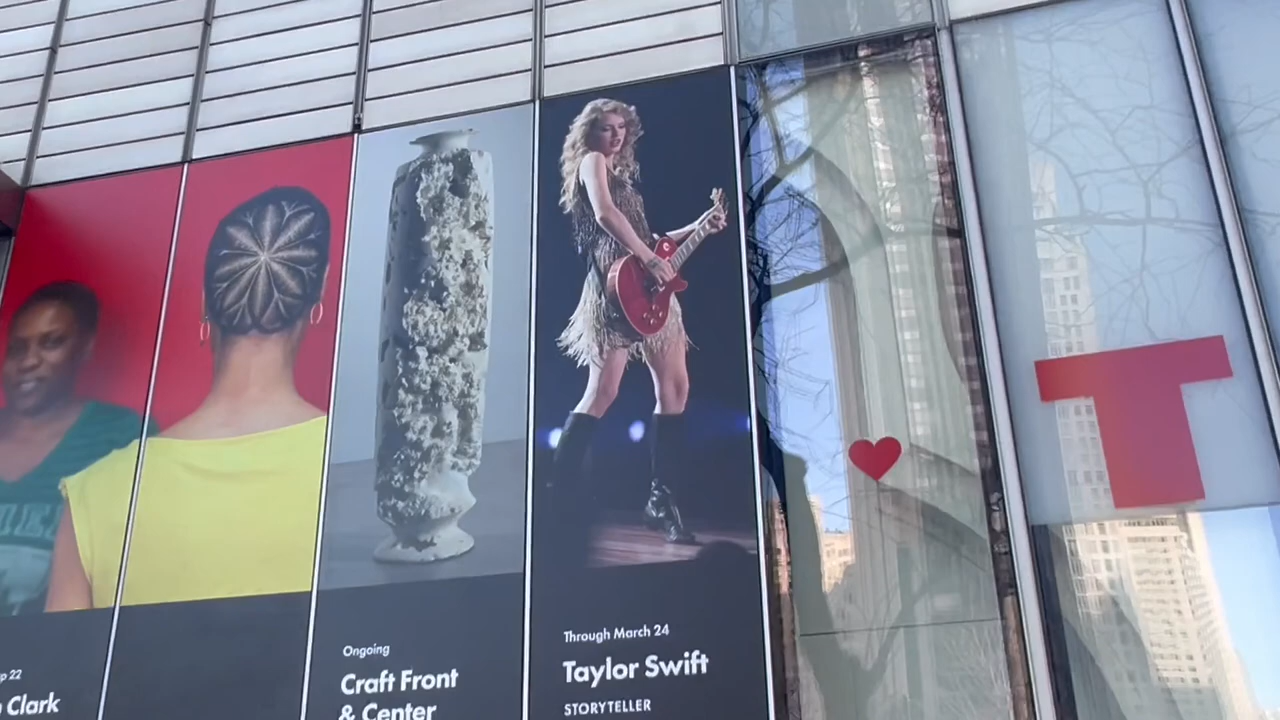 p 22
Clark
Ongoing
Craft Front
& Center
Through March 24
Taylor Swift
STORYTELLER
T